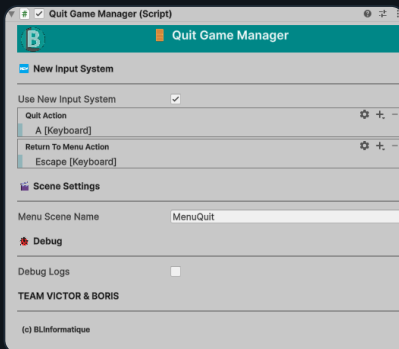 Quit Game Manager (Script)
Quit Game Manager
New Input System
Use New Input System
Quit Action
A [Keyboard]
Return To Menu Action
Escape [Keyboard]
Scene Settings
Menu Scene Name MenuQuit
Debug
Debug Logs
TEAM VICTOR & BORIS
(c) BLInformatique